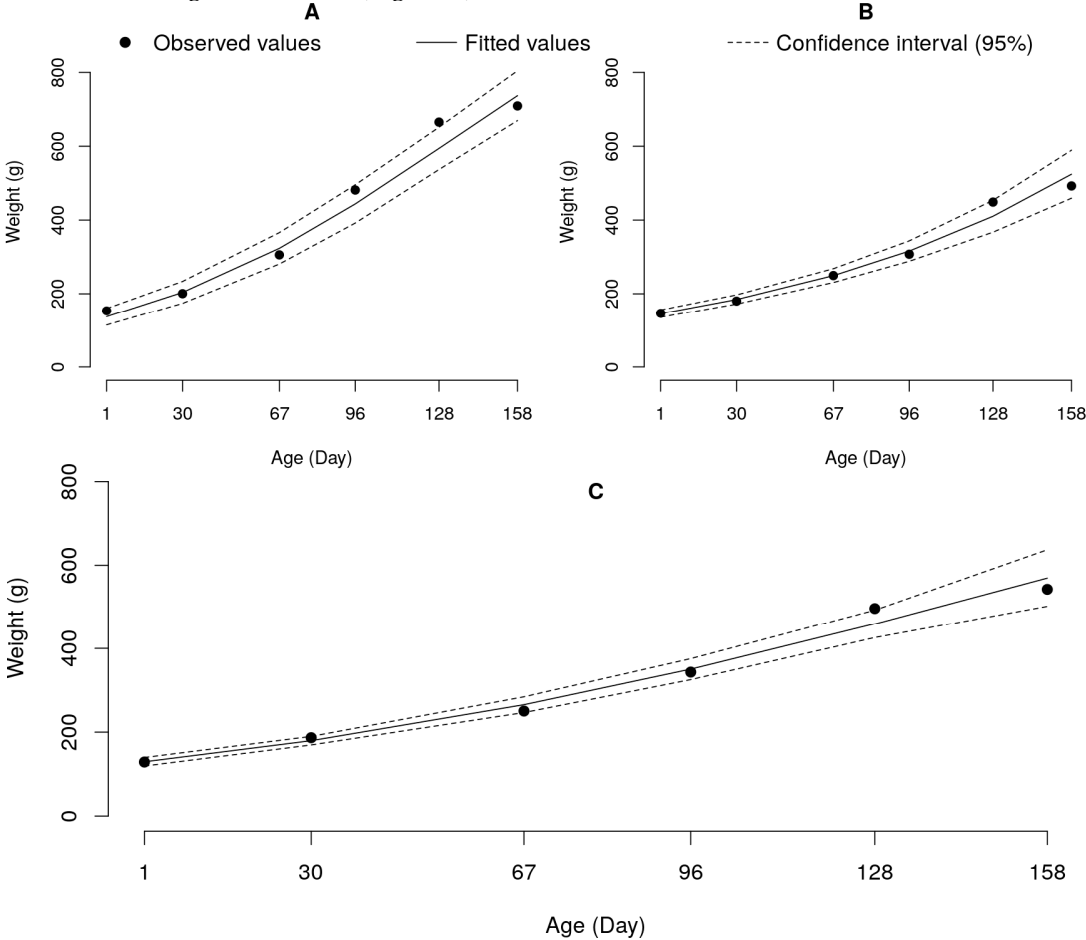 A
B
Observed values
Fitted values
Confidence interval (95%)
800
600
400
200
0
Weight (g)
1 30 67 96 128 158
Age (Day)
800
600
400
200
0
Weight (g)
1 30 67 96 128 158
Age (Day)
C
800
600
400
200
0
Weight (g)
1 30 67 96 128 158
Age (Day)